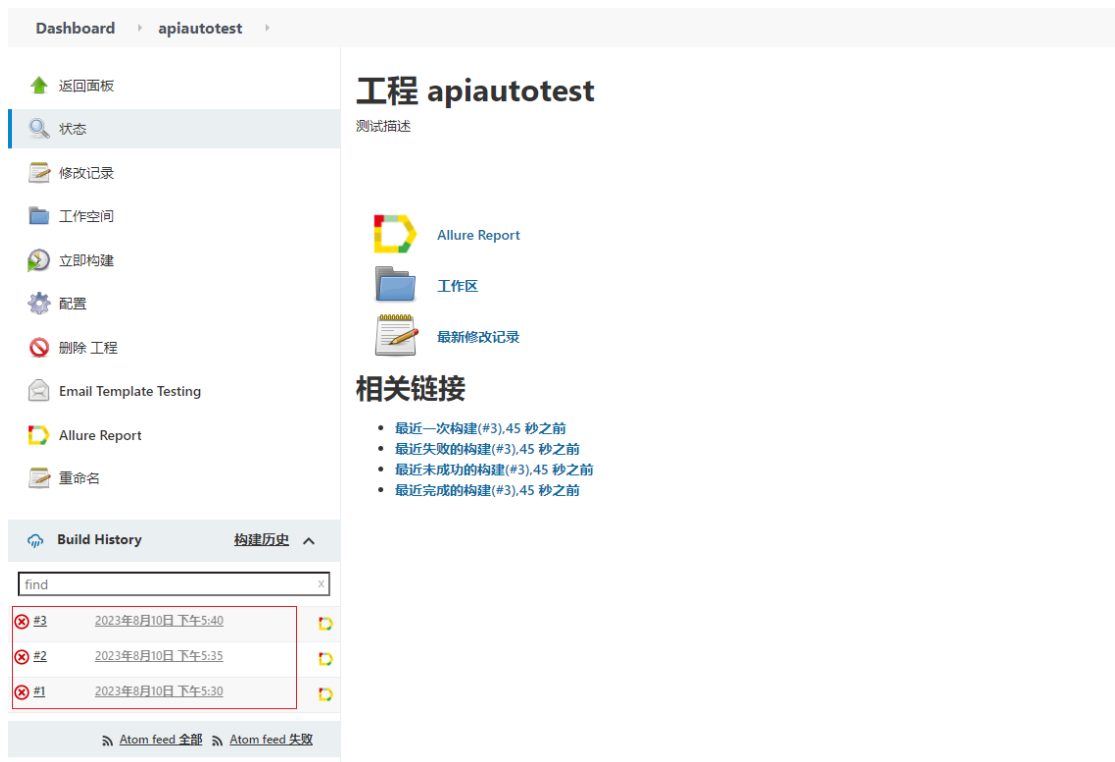 Dashboard apiautotest
返回面板
状态
修改记录
工作空间
立即构建
配置
删除 工程
Email Template Testing
Allure Report
重命名
Build History 构建历史
find x
#3 2023年8月10日 下午5:40
#2 2023年8月10日 下午5:35
#1 2023年8月10日 下午5:30
Atom feed 全部 Atom feed 失败
工程 apiautotest
测试描述
Allure Report
工作区
最新修改记录
相关链接
最近一次构建(#3),45 秒之前
最近失败的构建(#3),45 秒之前
最近未成功的构建(#3),45 秒之前
最近完成的构建(#3),45 秒之前